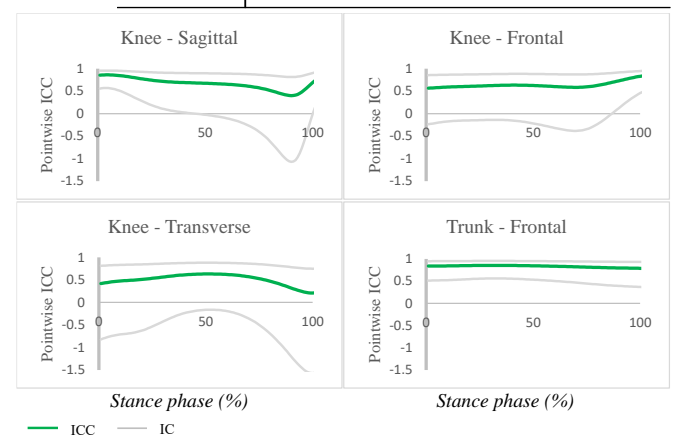 Knee - Sagittal
Pointwise ICC
1
0.5
0
-0.5
-1
-1.5
0 50 100
Knee - Frontal
Pointwise ICC
1
0.5
0
-0.5
-1
-1.5
0 50 100
Knee - Transverse
Pointwise ICC
1
0.5
0
-0.5
-1
-1.5
0 50 100
Stance phase (%)
Trunk - Frontal
Pointwise ICC
1
0.5
0
-0.5
-1
-1.5
0 50 100
Stance phase (%)
ICC IC